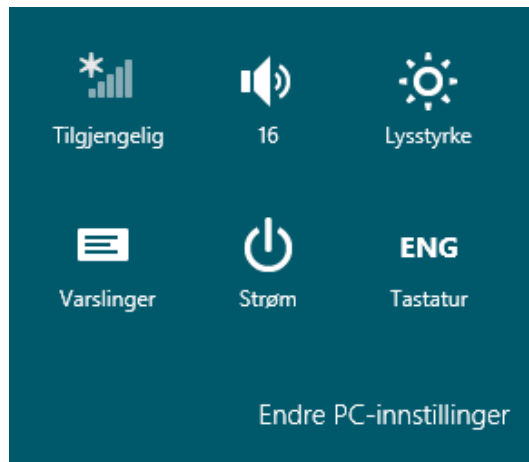 Tilgjengelig
16
Lysstyrke
ENG
Varslinger
Strøm
Tastatur
Endre PC-innstillinger